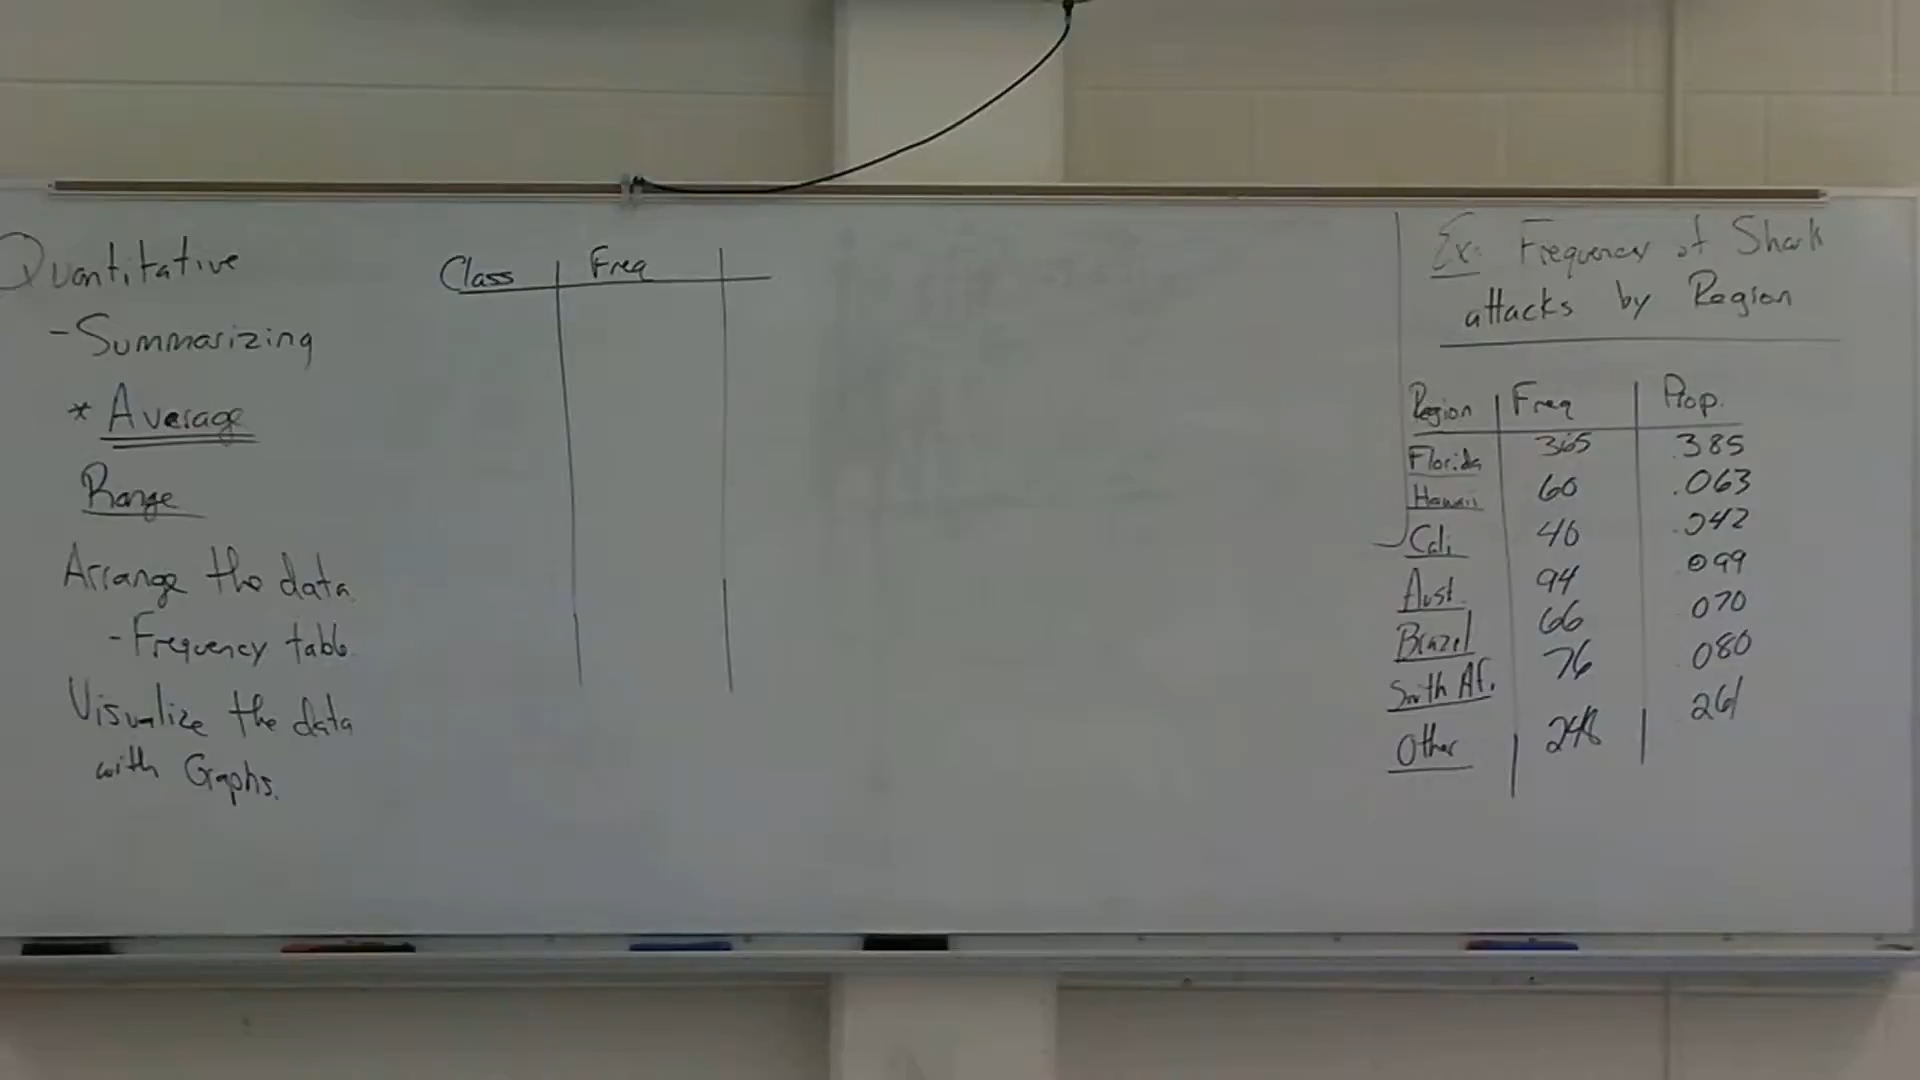 Quantitative
- Summarizing
* Average
Range
Arrange the data
- Frequency table
Visualize the data
with Graphs.
Class Freq
Ex: Frequency of Shark
attacks by Region
Region Freq Prop.
Florida 365 .385
Hawaii 60 .063
Cali 40 .042
Aust. 94 099
Brazel 66 070
South Af. 76 080
Other 248 261